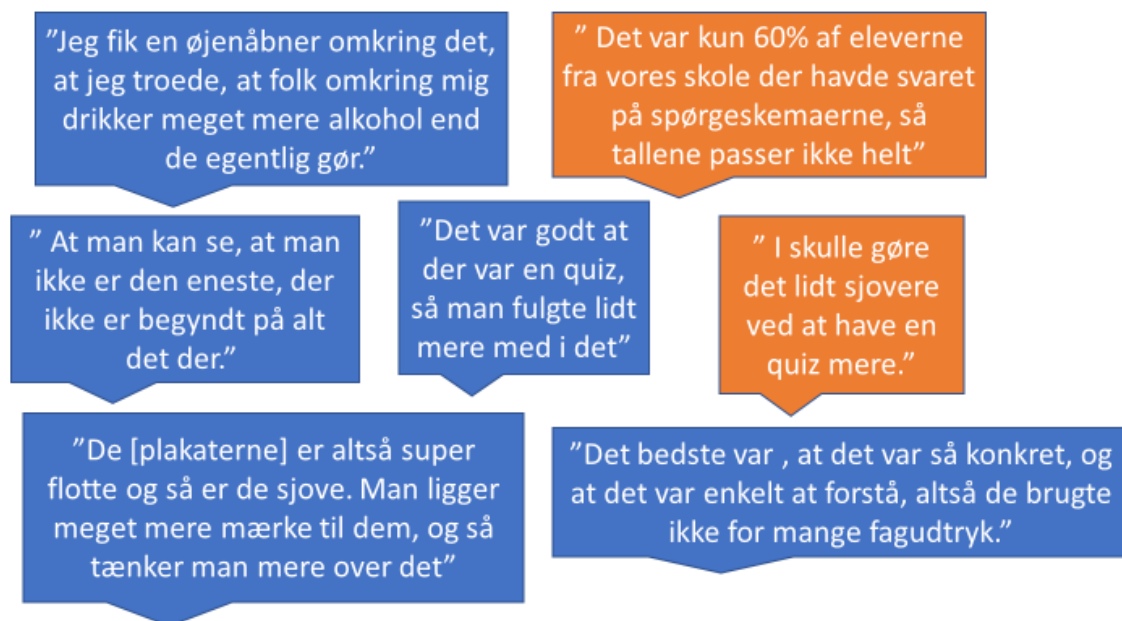 ”Jeg fik en øjenåbner omkring det,
at jeg troede, at folk omkring mig
drikker meget mere alkohol end
de egentlig gør.”
” Det var kun 60% af eleverne
fra vores skole der havde svaret
på spørgeskemaerne, så
tallene passer ikke helt”
” At man kan se, at man
ikke er den eneste, der
ikke er begyndt på alt
det der.”
”Det var godt at
der var en quiz,
så man fulgte lidt
mere med i det”
” I skulle gøre
det lidt sjovere
ved at have en
quiz mere.”
”De [plakaterne] er altså super
flotte og så er de sjove. Man ligger
meget mere mærke til dem, og så
tænker man mere over det”
”Det bedste var , at det var så konkret, og
at det var enkelt at forstå, altså de brugte
ikke for mange fagudtryk.”